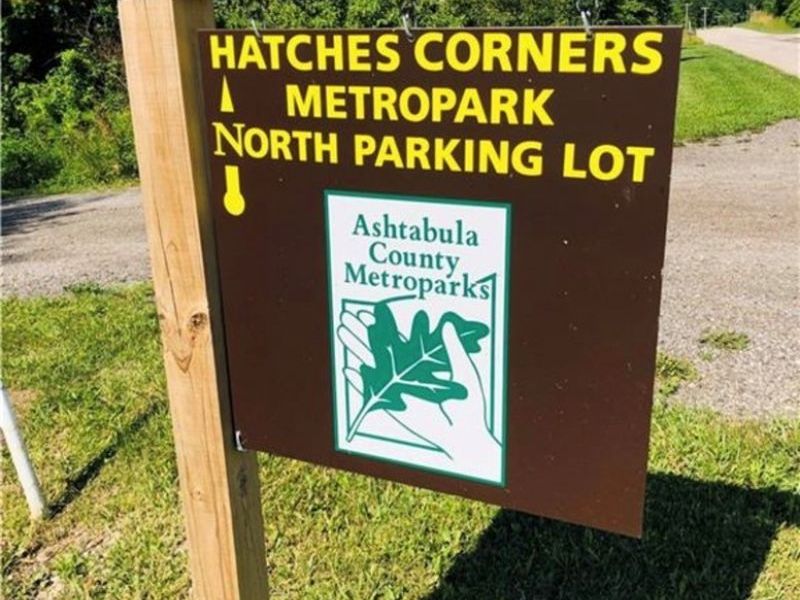 HATCHES CORNERS
METROPARK
NORTH PARKING LOT
Ashtabula
County
Metroparks